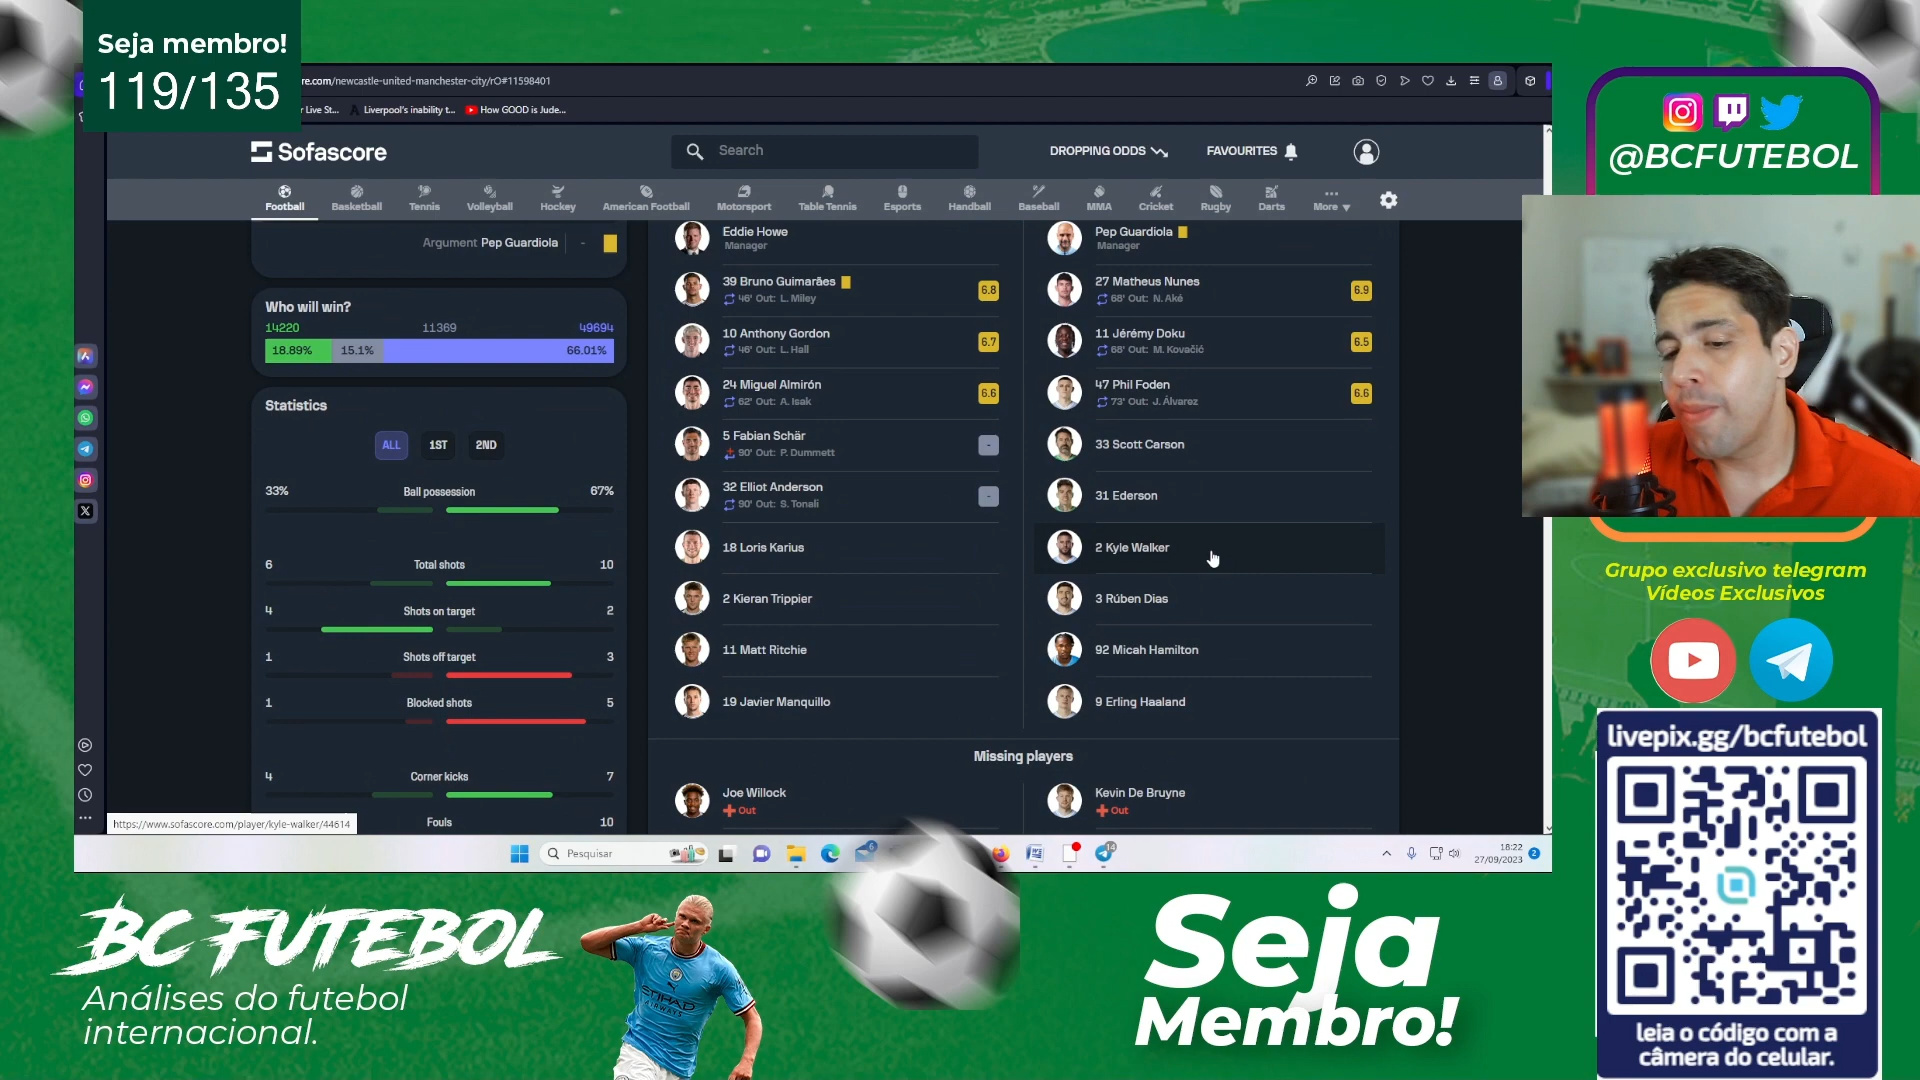 Seja membro!
119/135
re.com/newcastle-united-manchester-city/rO#11598401
r Live St...
Liverpool's inability t...
How GOOD is Jude...
Sofascore
Search
DROPPING ODDS
FAVOURITES
Football
Basketball
Tennis
Volleyball
Hockey
American Football
Motorsport
Table Tennis
Esports
Handball
Baseball
MMA
Cricket
Rugby
Darts
More
Argument Pep Guardiola -
Who will win?
14220 11369 49694
18.89% 15.1% 66.01%
Statistics
ALL 1ST 2ND
33% Ball possession 67%
6 Total shots 10
4 Shots on target 2
1 Shots off target 3
1 Blocked shots 5
4 Corner kicks 7
Fouls 10
https://www.sofascore.com/player/kyle-walker/44614
Eddie Howe
Manager
39 Bruno Guimarães
46' Out: L. Miley
6.8
10 Anthony Gordon
46' Out: L. Hall
6.7
24 Miguel Almirón
62' Out: A. Isak
6.6
5 Fabian Schär
90' Out: P. Dummett
-
32 Elliot Anderson
90' Out: S. Tonali
-
18 Loris Karius
2 Kieran Trippier
11 Matt Ritchie
19 Javier Manquillo
Pep Guardiola
Manager
27 Matheus Nunes
68' Out: N. Aké
6.9
11 Jérémy Doku
68' Out: M. Kovačić
6.5
47 Phil Foden
73' Out: J. Álvarez
6.6
33 Scott Carson
31 Ederson
2 Kyle Walker
3 Rúben Dias
92 Micah Hamilton
9 Erling Haaland
Missing players
Joe Willock
Out
Kevin De Bruyne
Out
Pesquisar
6
14
18:22
27/09/2023
2
@BCFUTEBOL
Grupo exclusivo telegram
Vídeos Exclusivos
livepix.gg/bcfutebol
leia o código com a
câmera do celular.
BC FUTEBOL
Análises do futebol
internacional.
ETIHAD
AIRWAYS
Seja
Membro!